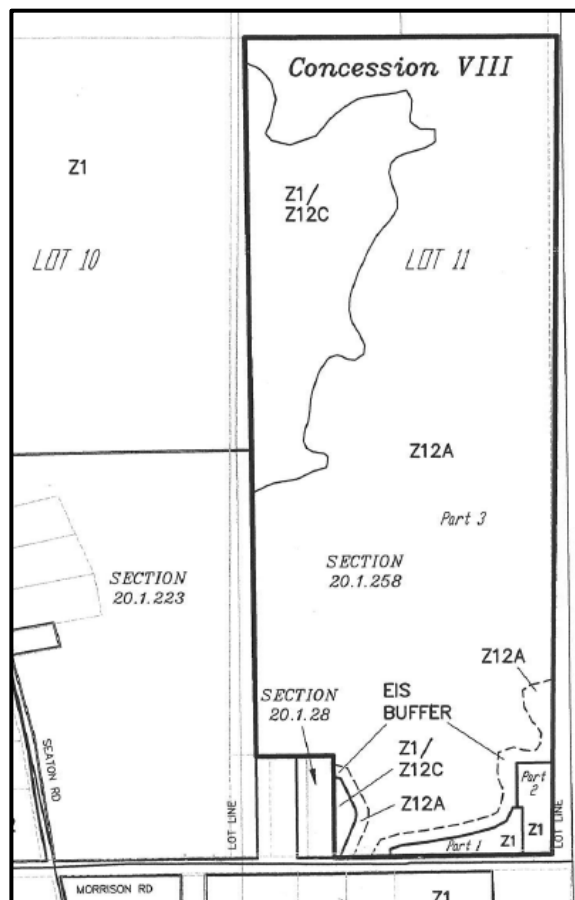 Concession VIII
Z1
Z1/
Z12C
LOT 10
LOT 11
Z12A
Part 3
SECTION
20.1.223
SECTION
20.1.258
Z12A
SECTION
20.1.28
EIS
BUFFER
Z1/
Z12C
Z12A
Part
2
Part 1
Z1
Z1
SEATON RD
LOT LINE
LOT LINE
MORRISON RD
Z1